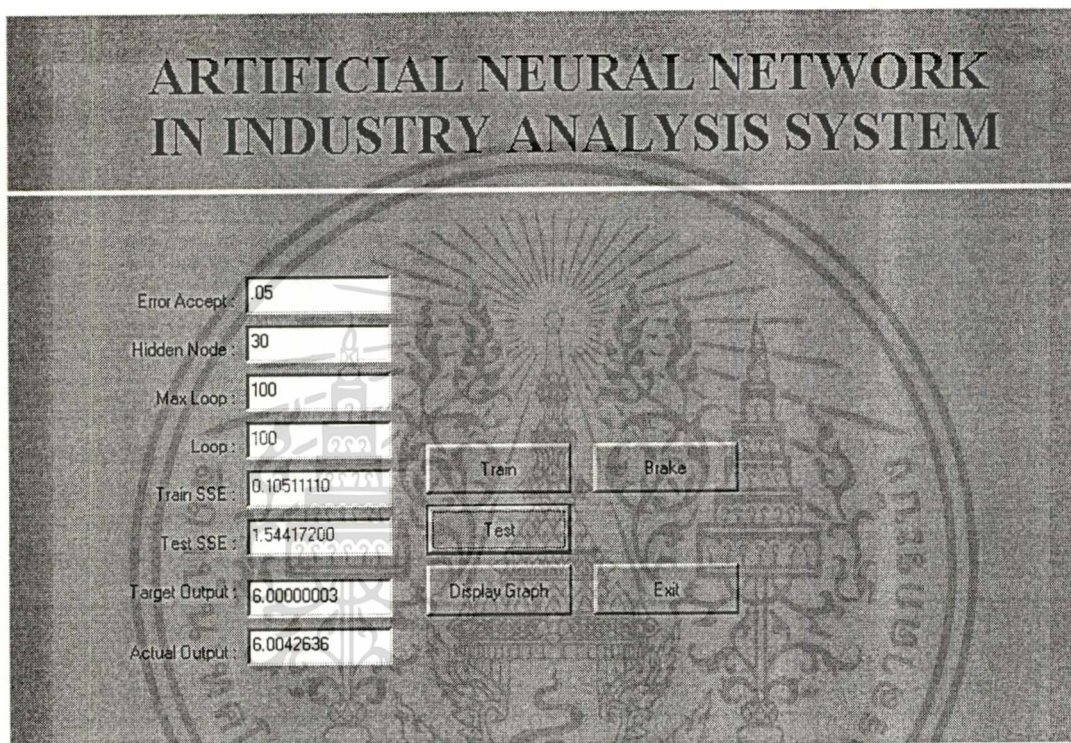 ARTIFICIAL NEURAL NETWORK
IN INDUSTRY ANALYSIS SYSTEM
Error Accept : .05
Hidden Node : 30
Max Loop : 100
Loop : 100
Train SSE : 0.10511110
Test SSE : 1.54417200
Target Output : 6.00000003
Actual Output : 6.0042636
Train
Brake
Test
Display Graph
Exit